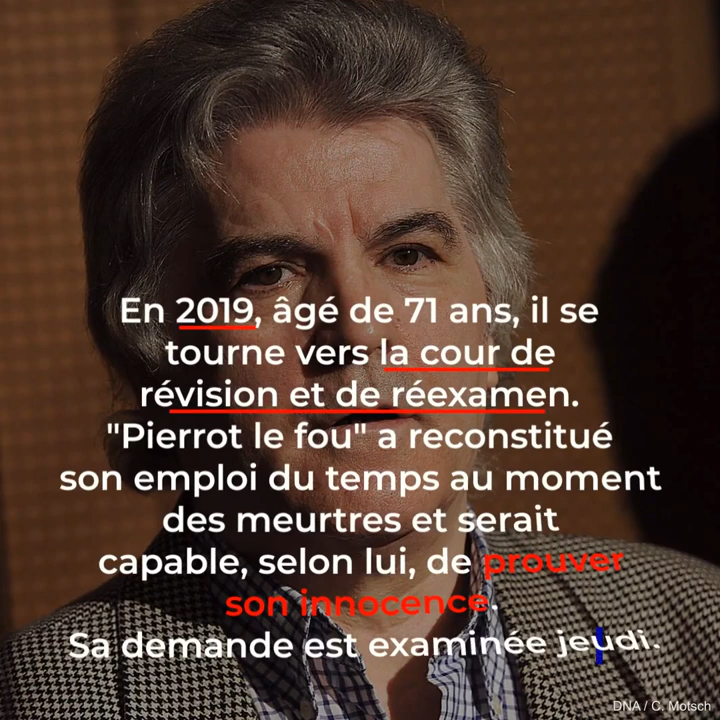 En 2019, âgé de 71 ans, il se
tourne vers la cour de
révision et de réexamen.
"Pierrot le fou" a reconstitué
son emploi du temps au moment
des meurtres et serait
capable, selon lui, de prouver
son innocence.
Sa demande est examinée jeudi.
DNA / C. Motsch